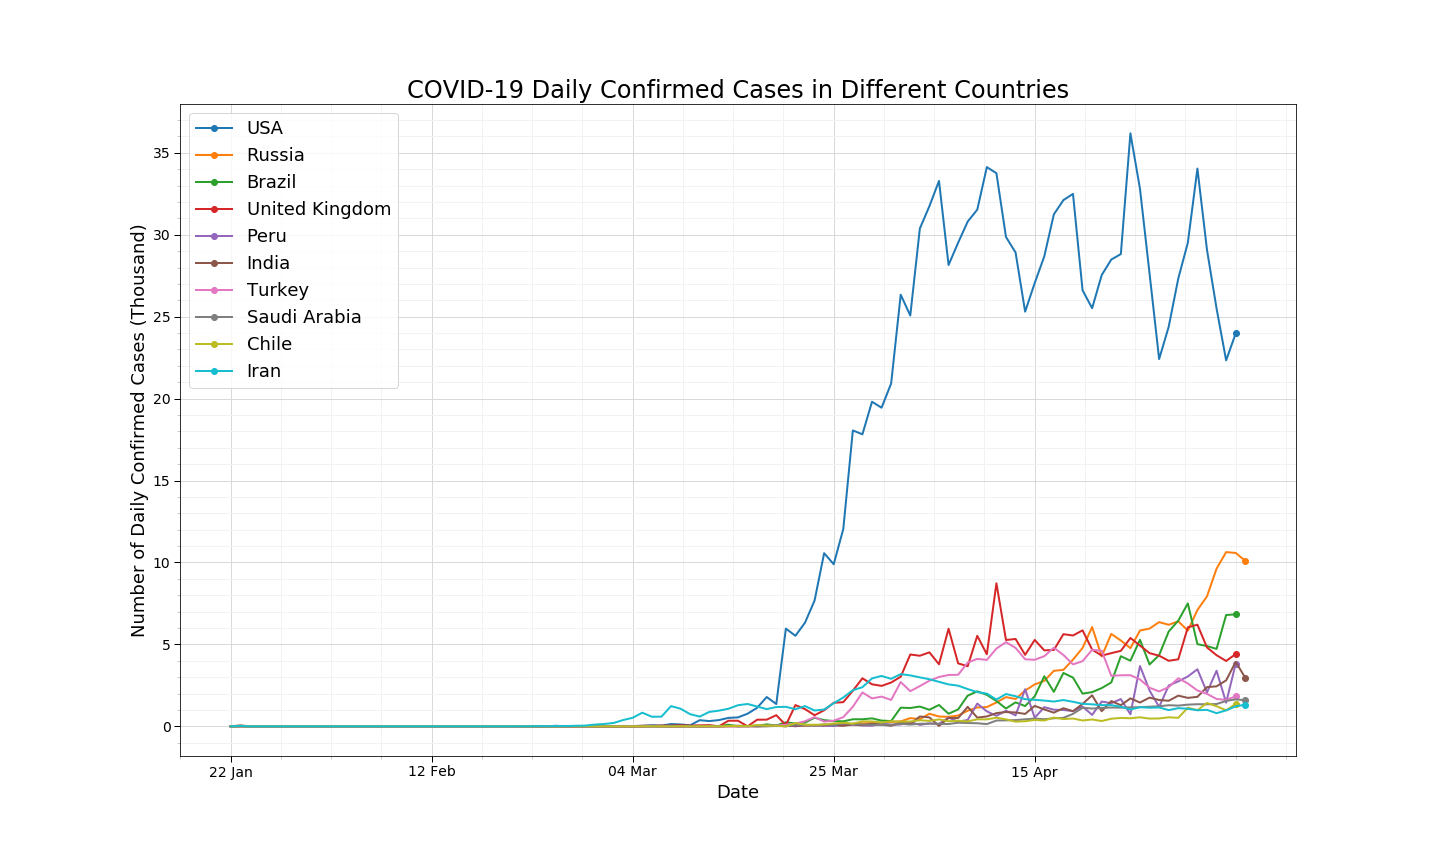 COVID-19 Daily Confirmed Cases in Different Countries
USA
Russia
Brazil
United Kingdom
Peru
India
Turkey
Saudi Arabia
Chile
Iran
Number of Daily Confirmed Cases (Thousand)
35
30
25
20
15
10
5
0
22 Jan
12 Feb
04 Mar
25 Mar
15 Apr
Date